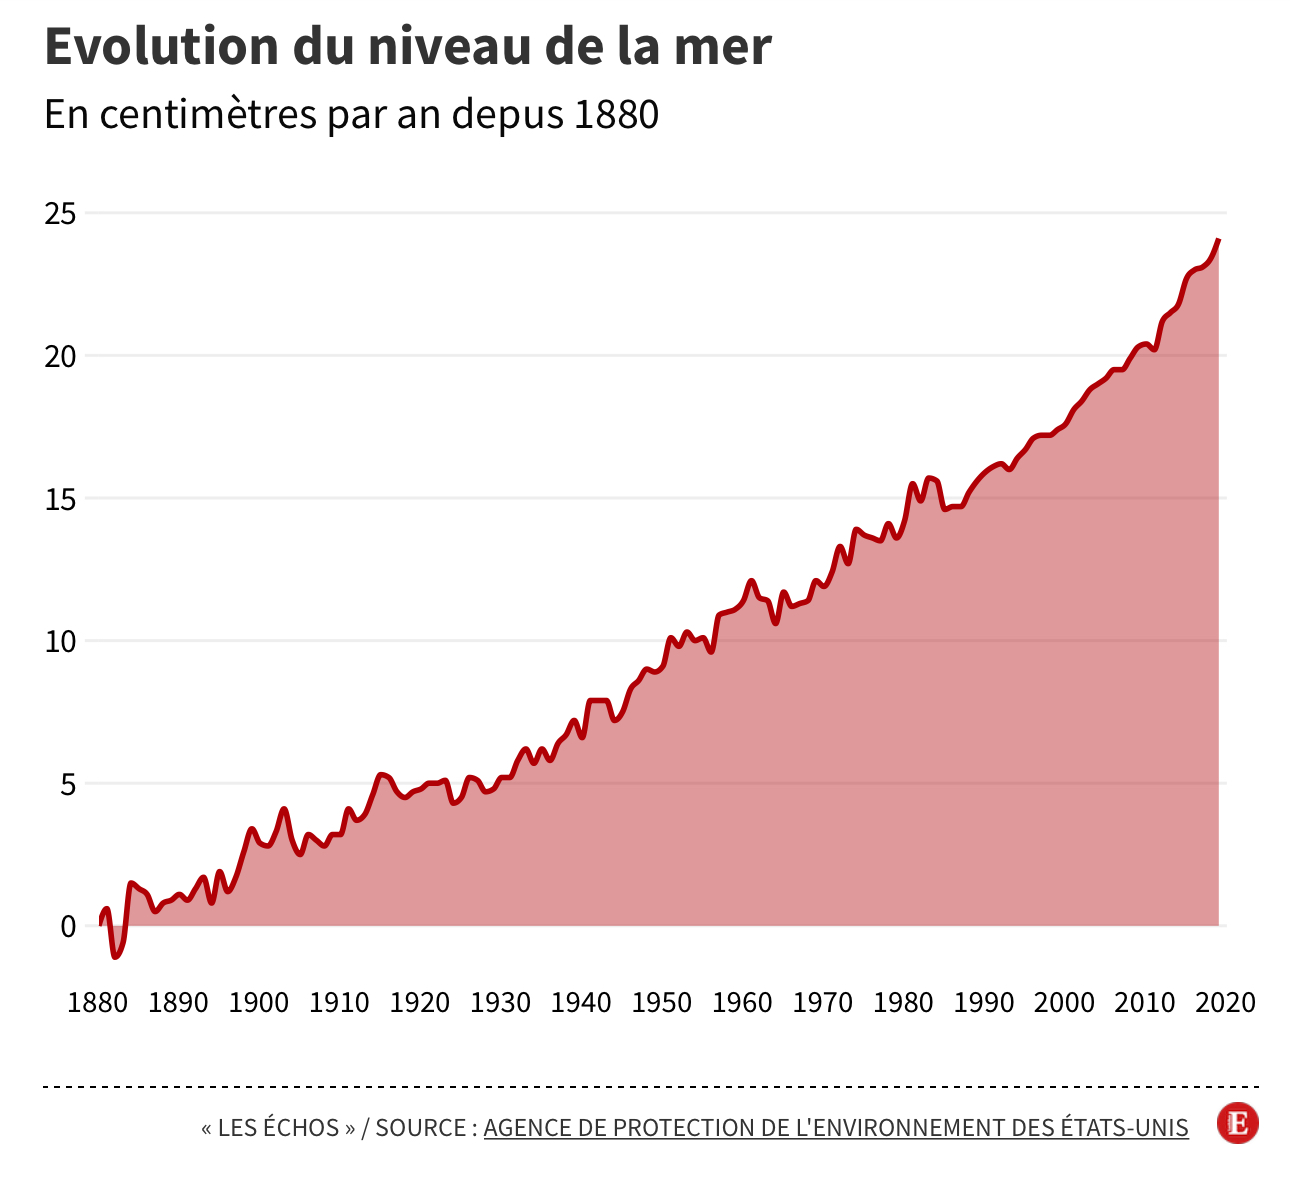 Evolution du niveau de la mer
En centimètres par an depus 1880
25
20
15
10
5
0
1880 1890 1900 1910 1920 1930 1940 1950 1960 1970 1980 1990 2000 2010 2020
« LES ÉCHOS » / SOURCE : AGENCE DE PROTECTION DE L'ENVIRONNEMENT DES ÉTATS-UNIS
E